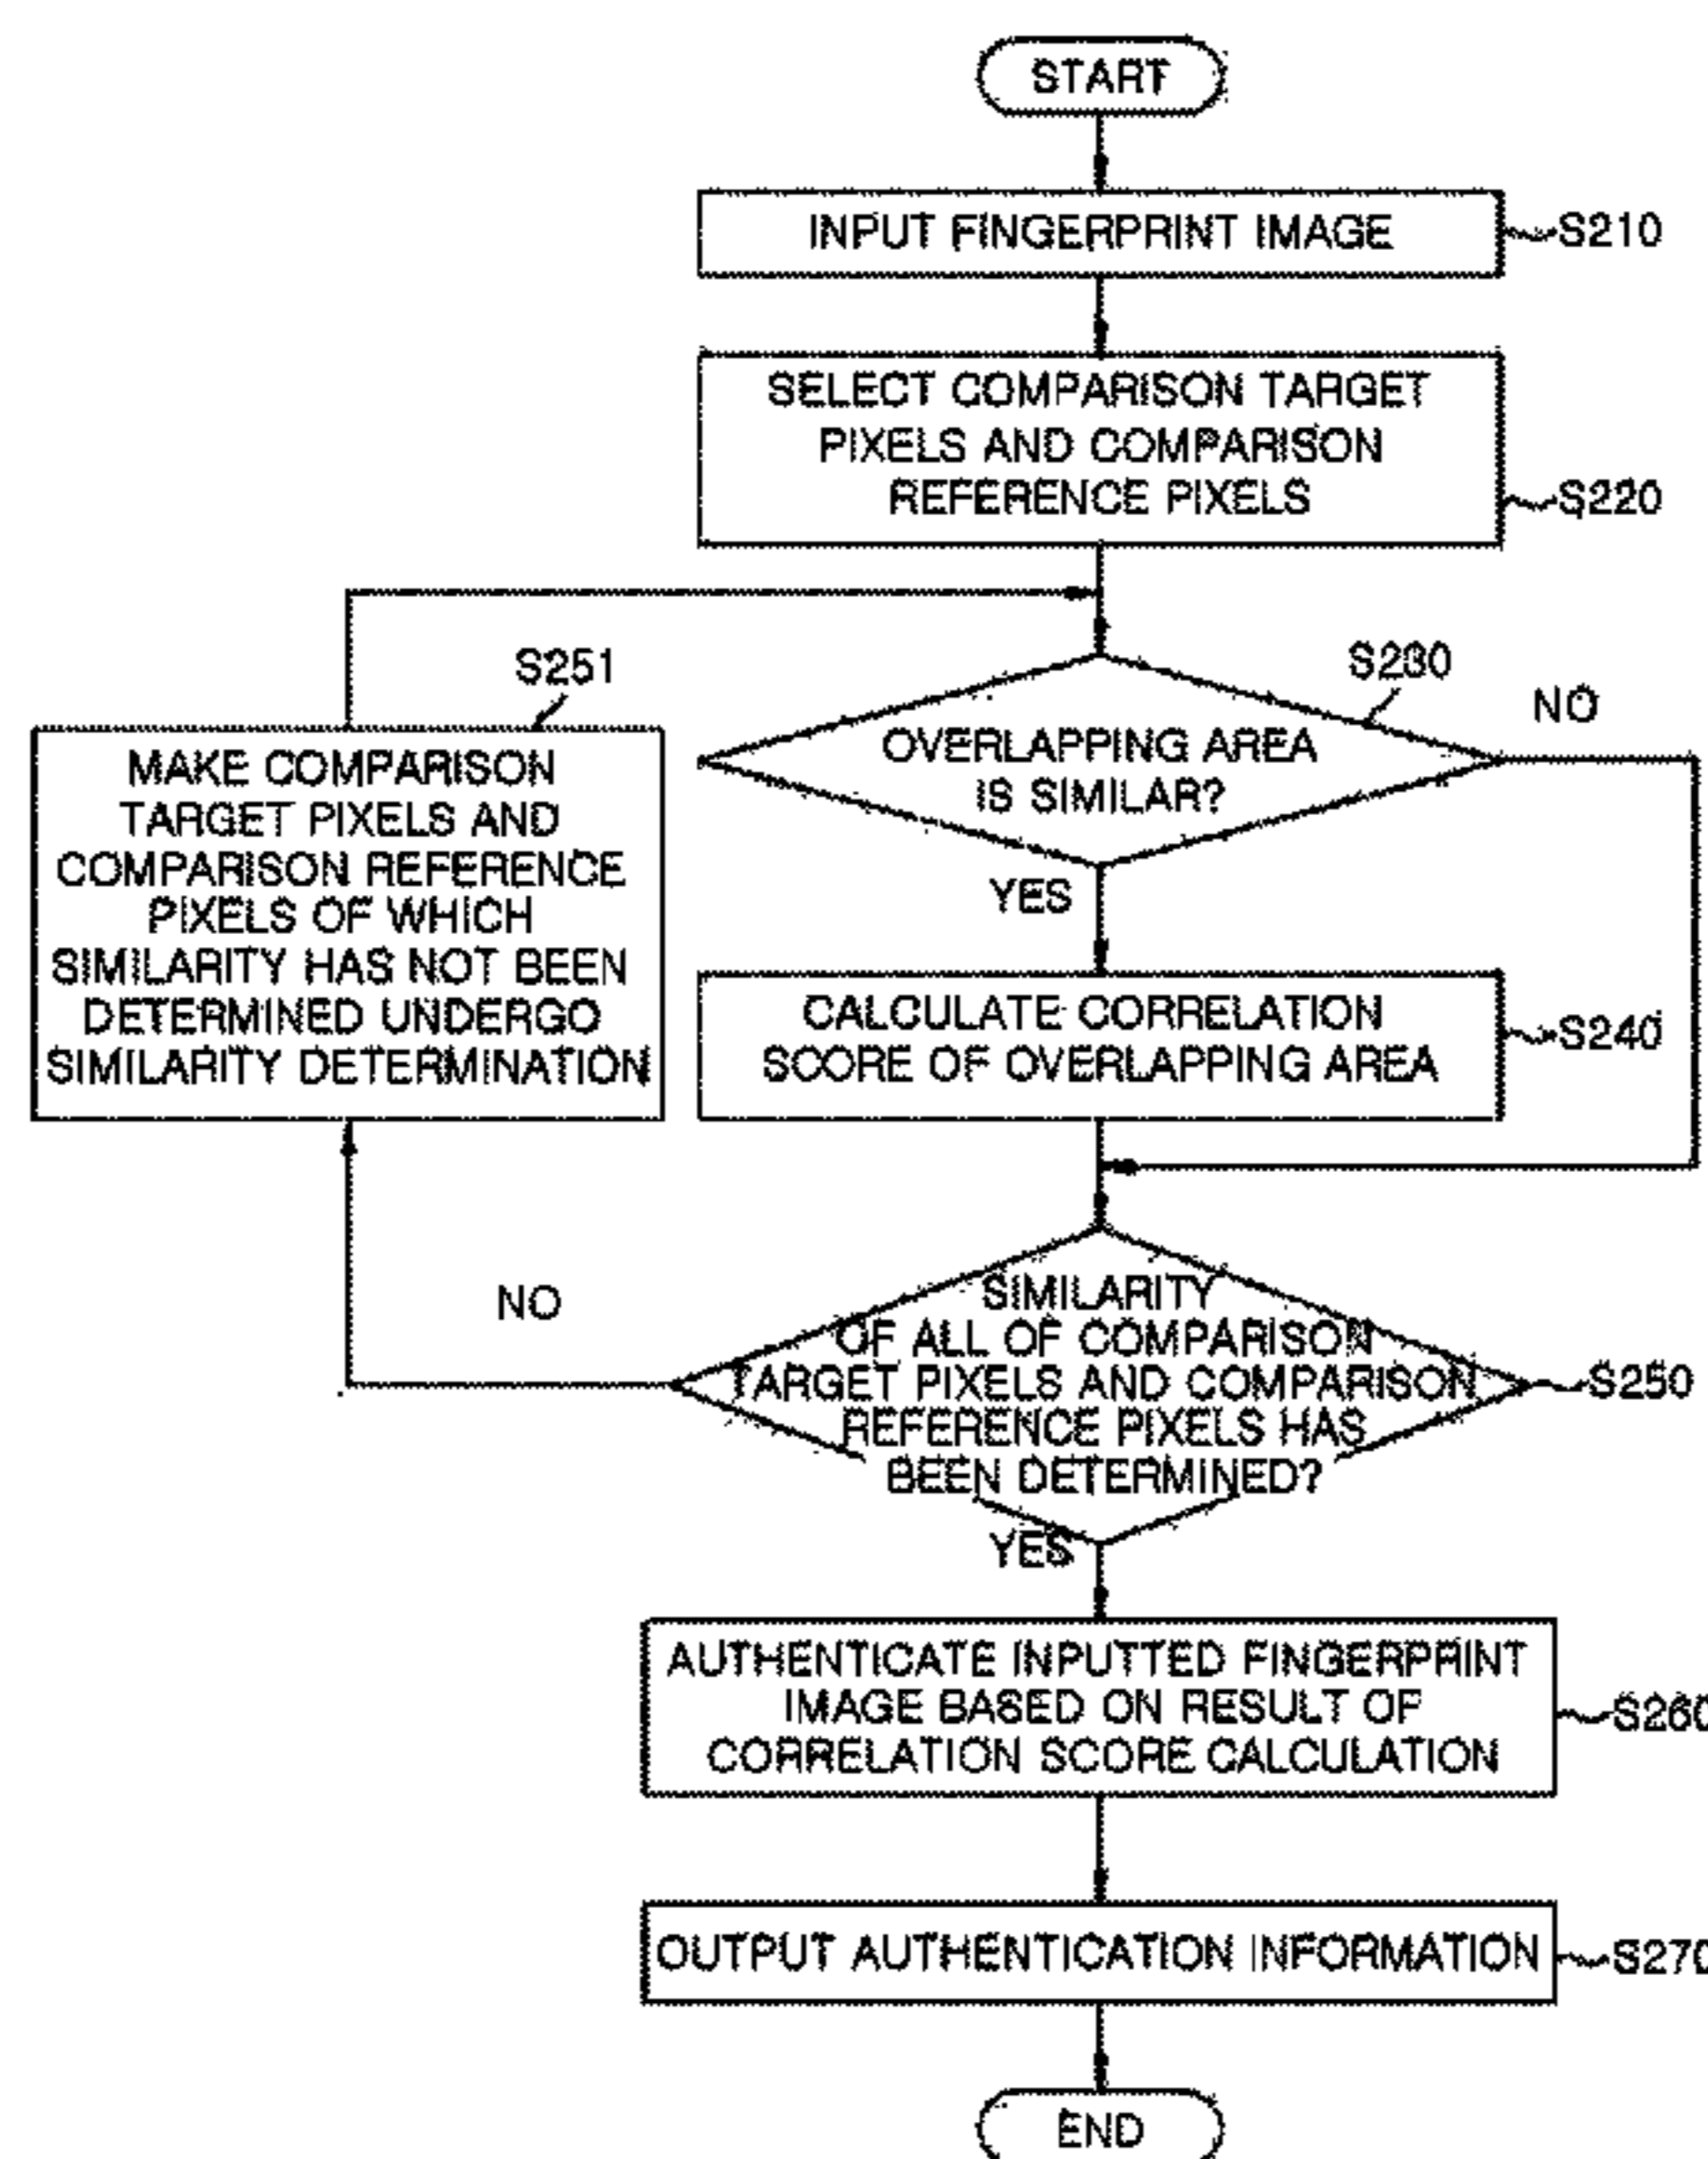 START
INPUT FINGERPRINT IMAGE
S210
SELECT COMPARISON TARGET
PIXELS AND COMPARISON
REFERENCE PIXELS
S220
S251
MAKE COMPARISON
TARGET PIXELS AND
COMPARISON REFERENCE
PIXELS OF WHICH
SIMILARITY HAS NOT BEEN
DETERMINED UNDERGO
SIMILARITY DETERMINATION
S230
NO
OVERLAPPING AREA
IS SIMILAR?
YES
CALCULATE CORRELATION
SCORE OF OVERLAPPING AREA
S240
NO
SIMILARITY
OF ALL OF COMPARISON
TARGET PIXELS AND COMPARISON
REFERENCE PIXELS HAS
BEEN DETERMINED?
S250
YES
AUTHENTICATE INPUTTED FINGERPRINT
IMAGE BASED ON RESULT OF
CORRELATION SCORE CALCULATION
S260
OUTPUT AUTHENTICATION INFORMATION
S270
END